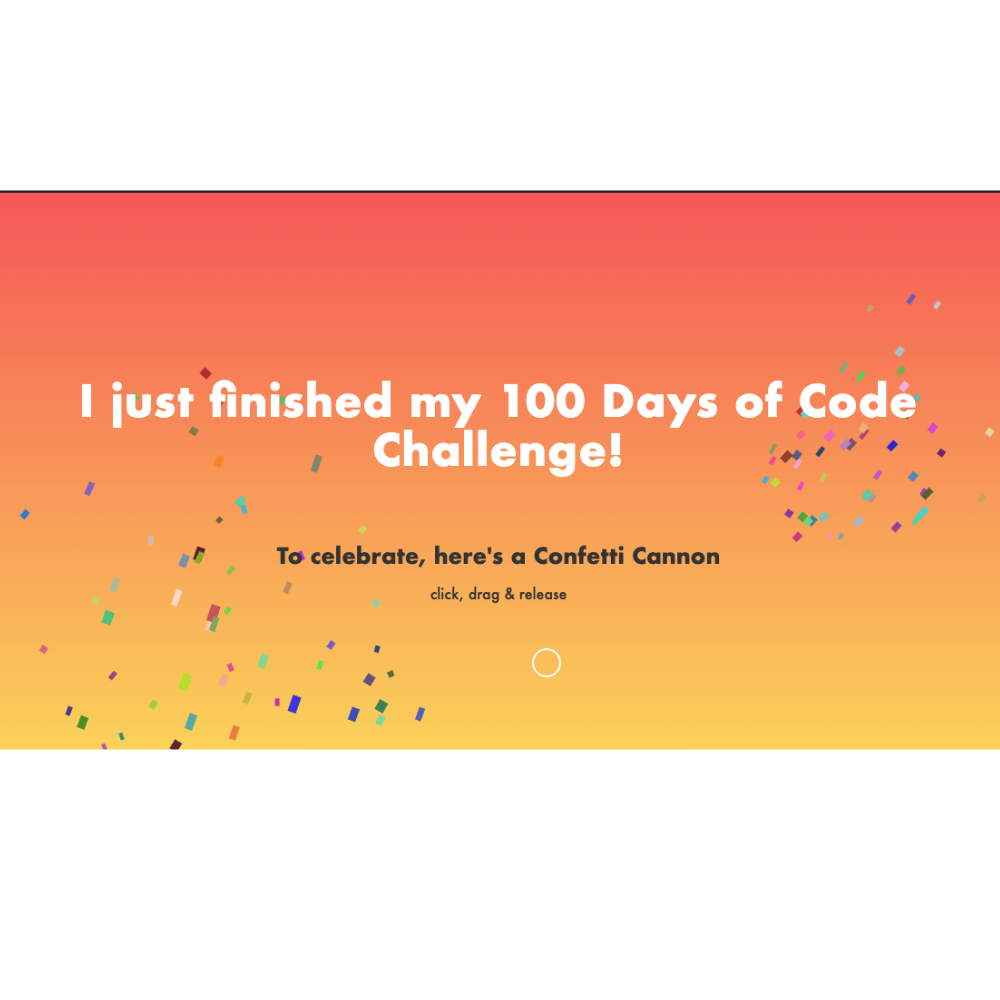 I just finished my 100 Days of Code
Challenge!
To celebrate, here's a Confetti Cannon
click, drag & release